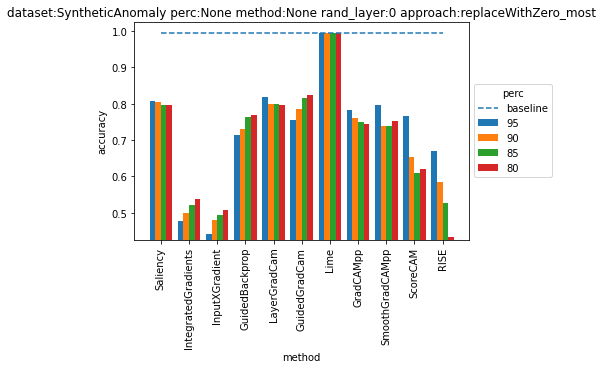 dataset:SyntheticAnomaly perc:None method:None rand_layer:0 approach:replaceWithZero_most
accuracy
1.0
0.9
0.8
0.7
0.6
0.5
Saliency
IntegratedGradients
InputXGradient
GuidedBackprop
LayerGradCam
GuidedGradCam
Lime
GradCAMpp
SmoothGradCAMpp
ScoreCAM
RISE
method
perc
baseline
95
90
85
80